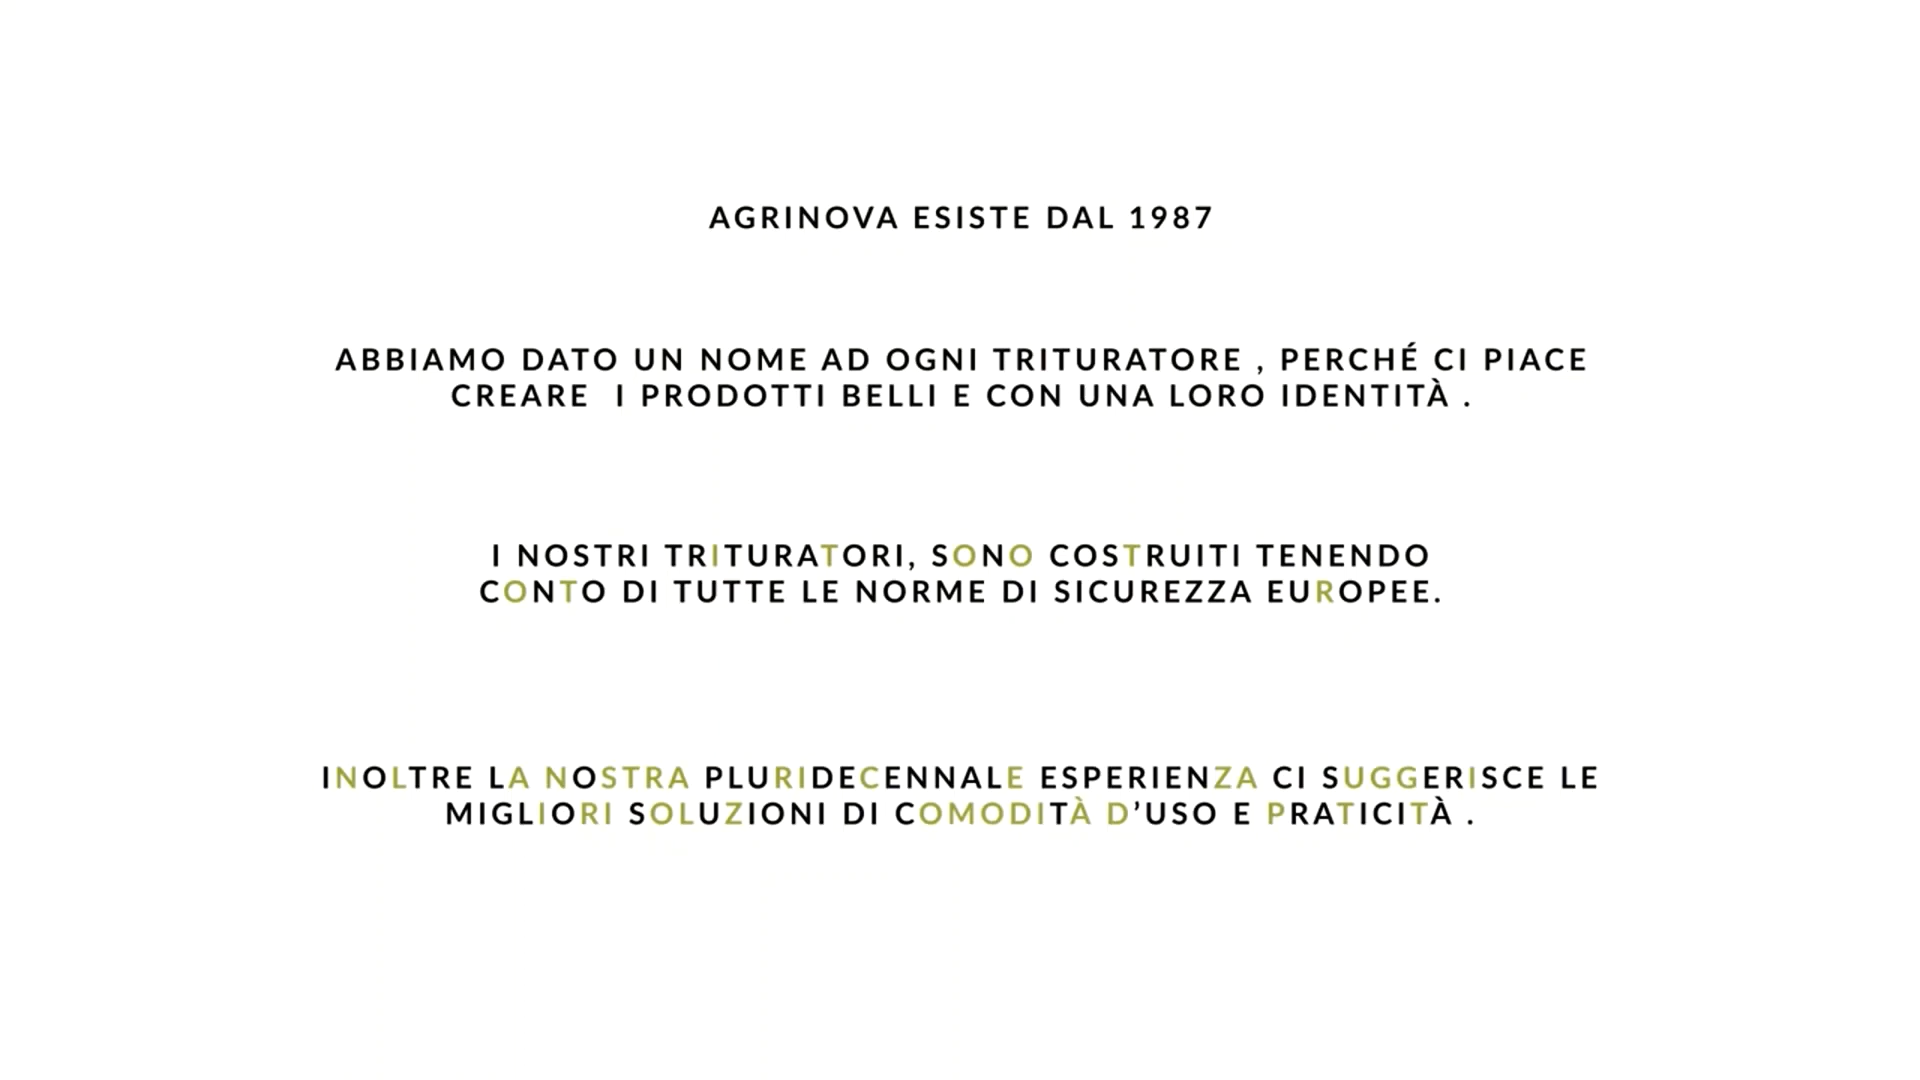 AGRINOVA ESISTE DAL 1987
ABBIAMO DATO UN NOME AD OGNI TRITURATORE , PERCHÉ CI PIACE
CREARE  I PRODOTTI BELLI E CON UNA LORO IDENTITÀ .
I NOSTRI TRITURATORI, SONO COSTRUITI TENENDO
CONTO DI TUTTE LE NORME DI SICUREZZA EUROPEE.
INOLTRE LA NOSTRA PLURIDECENNALE ESPERIENZA CI SUGGERISCE LE
MIGLIORI SOLUZIONI DI COMODITÀ D’USO E PRATICITÀ .